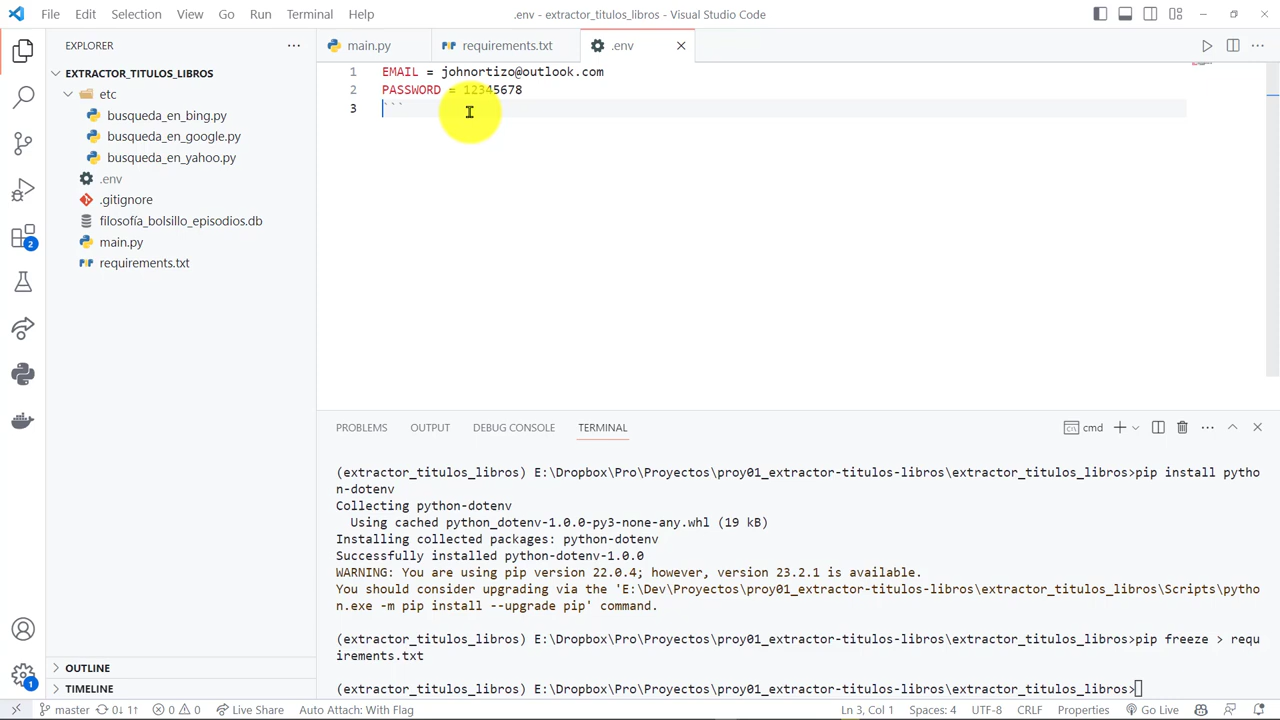 File Edit Selection View Go Run Terminal Help .env - extractor_titulos_libros - Visual Studio Code
EXPLORER
main.py
requirements.txt
.env
EXTRACTOR_TITULOS_LIBROS
etc
busqueda_en_bing.py
busqueda_en_google.py
busqueda_en_yahoo.py
.env
.gitignore
filosofía_bolsillo_episodios.db
main.py
requirements.txt
2
1 EMAIL = johnortizo@outlook.com
2 PASSWORD = 12345678
3 ```
PROBLEMS OUTPUT DEBUG CONSOLE TERMINAL
cmd
(extractor_titulos_libros) E:\Dropbox\Pro\Proyectos\proy01_extractor-titulos-libros\extractor_titulos_libros>pip install pytho
n-dotenv
Collecting python-dotenv
Using cached python_dotenv-1.0.0-py3-none-any.whl (19 kB)
Installing collected packages: python-dotenv
Successfully installed python-dotenv-1.0.0
WARNING: You are using pip version 22.0.4; however, version 23.2.1 is available.
You should consider upgrading via the 'E:\Dev\Proyectos\proy01_extractor-titulos-libros\extractor_titulos_libros\Scripts\pytho
n.exe -m pip install --upgrade pip' command.
(extractor_titulos_libros) E:\Dropbox\Pro\Proyectos\proy01_extractor-titulos-libros\extractor_titulos_libros>pip freeze > requ
irements.txt
(extractor_titulos_libros) E:\Dropbox\Pro\Proyectos\proy01_extractor-titulos-libros\extractor_titulos_libros>
OUTLINE
TIMELINE
1
master 0↓ 1↑ 0 0 Live Share Auto Attach: With Flag Ln 3, Col 1 Spaces: 4 UTF-8 CRLF Properties Go Live